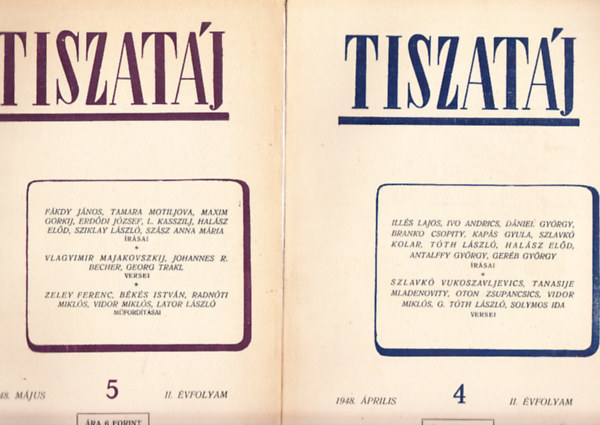 TISZATÁJ
FÁKDY JÁNOS, TAMARA MOTILJOVA, MAXIM
GORKIJ, ERDŐDI JÓZSEF, L. KASSZILJ, HALÁSZ
ELŐD, SZIKLAY LÁSZLÓ, SZÁSZ ANNA MÁRIA
ÍRÁSAI
*
VLAGYIMIR MAJAKOVSZKIJ, JOHANNES R.
BECHER, GEORG TRAKL
VERSEI
*
ZELEY FERENC, BÉKÉS ISTVÁN, RADNÓTI
MIKLÓS, VIDOR MIKLÓS, LATOR LÁSZLÓ
MŰFORDÍTÁSAI
48. MÁJUS 5 II. ÉVFOLYAM
ÁRA 6 FORINT
TISZATÁJ
ILLÉS LAJOS, IVO ANDRICS, DÁNIEL GYÖRGY,
BRANKO CSOPITY, KAPÁS GYULA, SZLAVKÓ
KOLAR, TÓTH LÁSZLÓ, HALÁSZ ELŐD,
ANTALFFY GYÖRGY, GERÉB GYÖRGY
ÍRÁSAI
*
SZLAVKÓ VUKOSZAVLJEVICS, TANASIJE
MLADENOVITY, OTON ZSUPANCSICS, VIDOR
MIKLÓS, G. TÓTH LÁSZLÓ, SOLYMOS IDA
VERSEI
1948. ÁPRILIS 4 II. ÉVFOLYAM